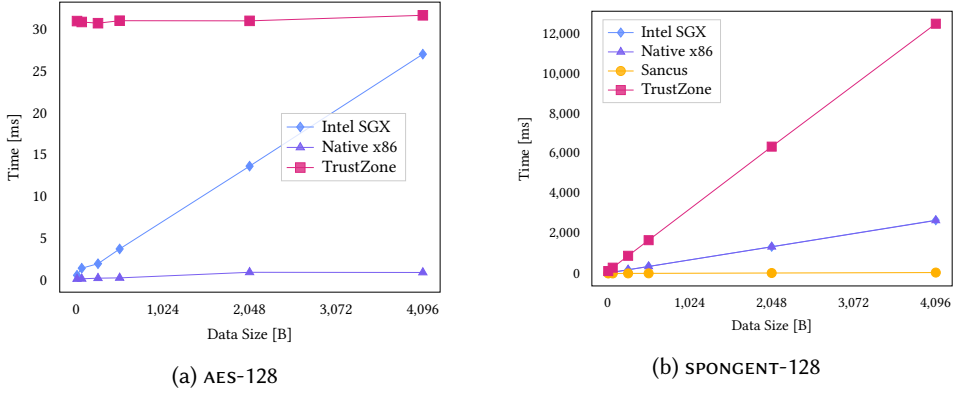 30
25
20
15
10
5
0
Time [ms]
Intel SGX
Native x86
TrustZone
0 1,024 2,048 3,072 4,096
Data Size [B]
(a) AES-128
12,000
10,000
8,000
6,000
4,000
2,000
0
Time [ms]
Intel SGX
Native x86
Sancus
TrustZone
0 1,024 2,048 3,072 4,096
Data Size [B]
(b) SPONGENT-128